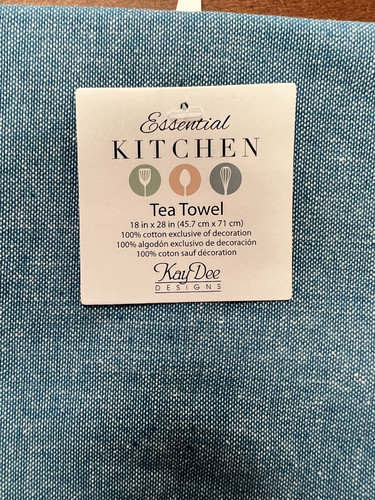 Essential
KITCHEN
Tea Towel
18 in x 28 in (45.7 cm x 71 cm)
100% cotton exclusive of decoration
100% algodón exclusivo de decoración
100% coton sauf décoration
KayDee
DESIGNS